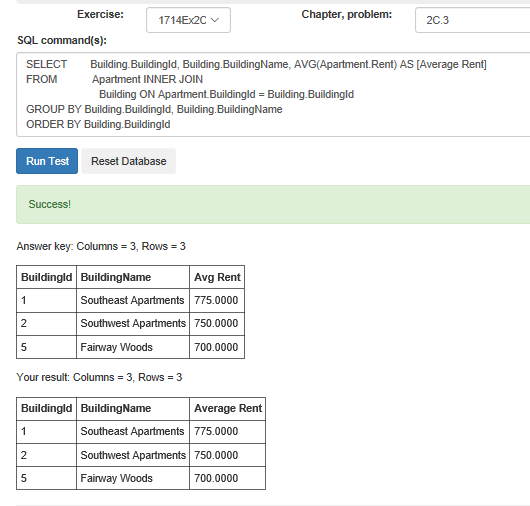 Exercise: 1714Ex2C Chapter, problem: 2C.3
SQL command(s):
SELECT Building.BuildingId, Building.BuildingName, AVG(Apartment.Rent) AS [Average Rent]
FROM Apartment INNER JOIN
Building ON Apartment.BuildingId = Building.BuildingId
GROUP BY Building.BuildingId, Building.BuildingName
ORDER BY Building.BuildingId
Run Test Reset Database
Success!
Answer key: Columns = 3, Rows = 3
BuildingId BuildingName Avg Rent
1 Southeast Apartments 775.0000
2 Southwest Apartments 750.0000
5 Fairway Woods 700.0000
Your result: Columns = 3, Rows = 3
BuildingId BuildingName Average Rent
1 Southeast Apartments 775.0000
2 Southwest Apartments 750.0000
5 Fairway Woods 700.0000